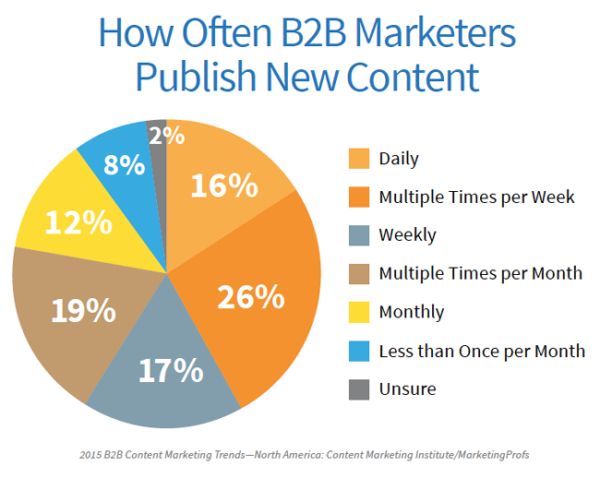 How Often B2B Marketers
Publish New Content
2%
16%
8%
12%
26%
19%
17%
Daily
Multiple Times per Week
Weekly
Multiple Times per Month
Monthly
Less than Once per Month
Unsure
2015 B2B Content Marketing Trends—North America: Content Marketing Institute/MarketingProfs